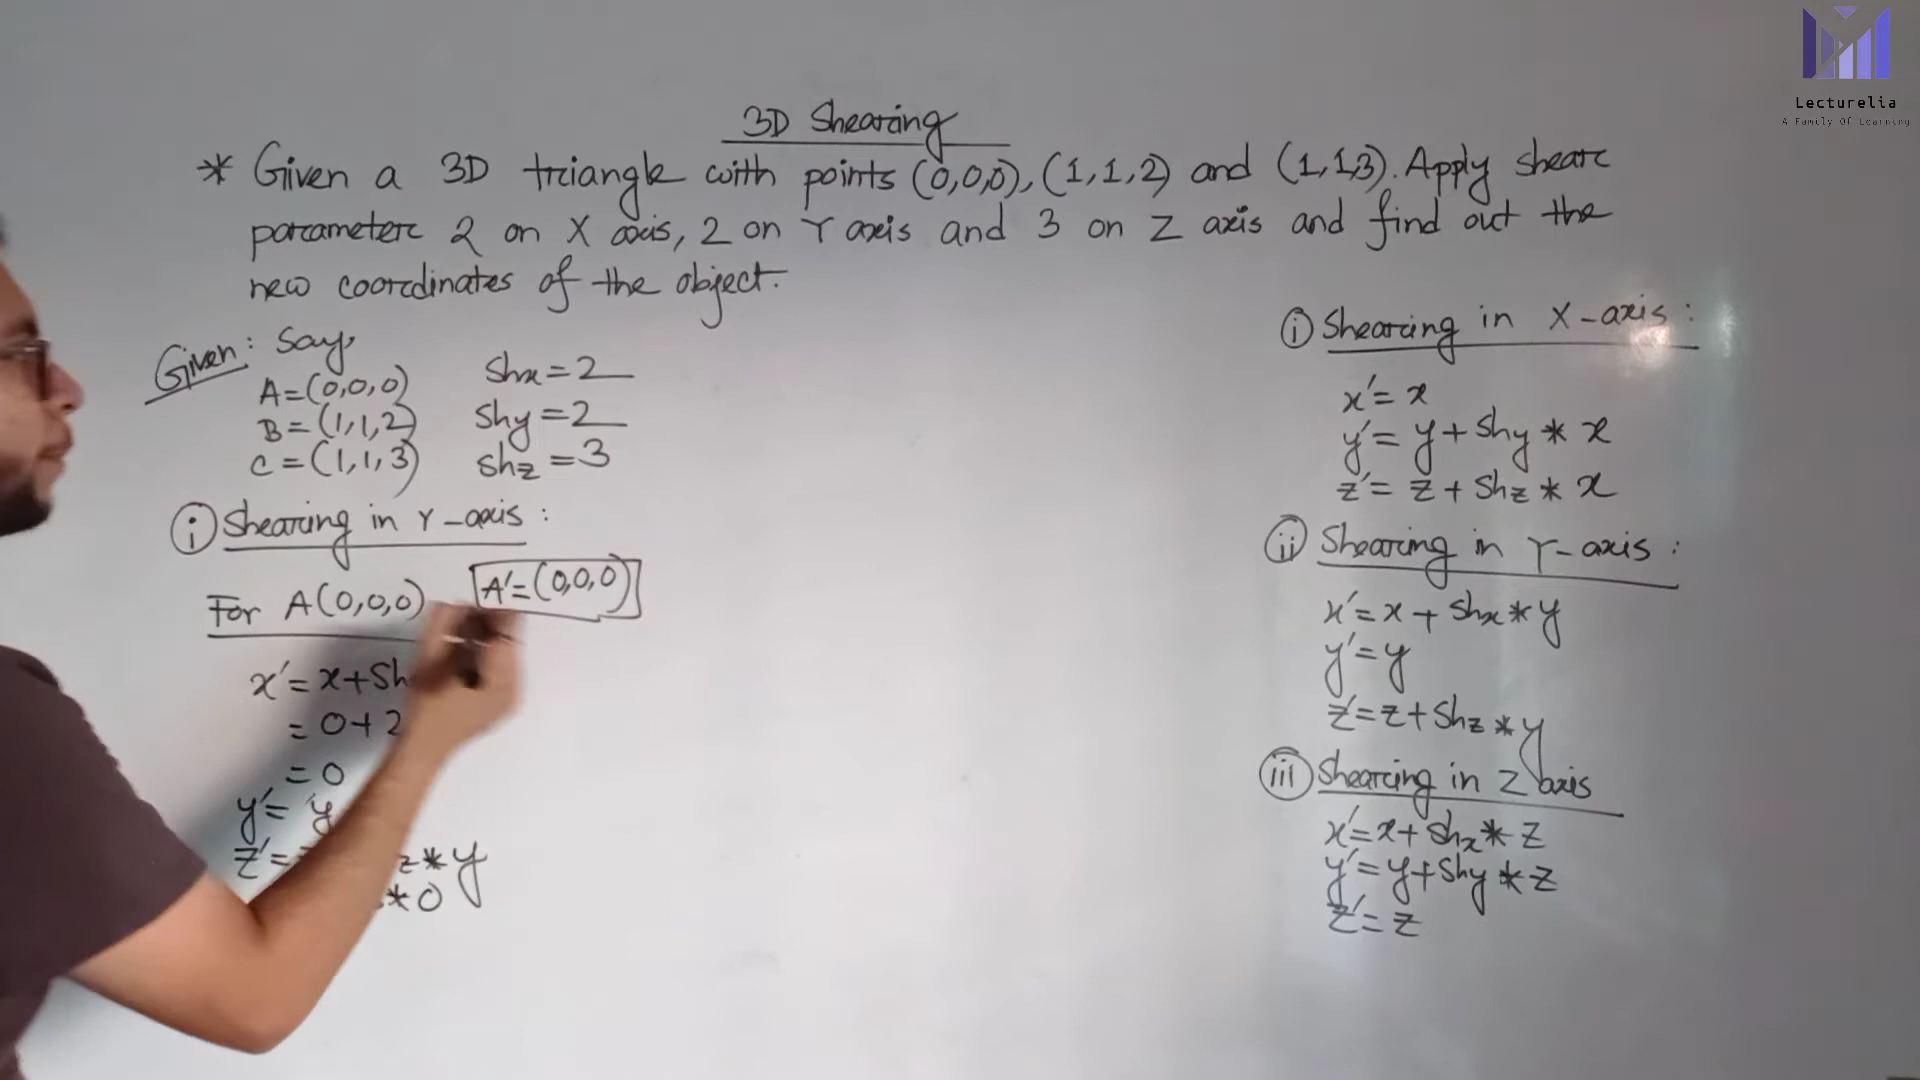 Lecturelia
A Family Of Learning
3D Shearing
* Given a 3D triangle with points (0,0,0), (1,1,2) and (1,1,3). Apply shear
parameter 2 on X axis, 2 on Y axis and 3 on Z axis and find out the
new coordinates of the object.
Given: Say,
A=(0,0,0)
B=(1,1,2)
C=(1,1,3)
Shx=2
Shy=2
Shz=3
(i) Shearing in Y-axis:
For A(0,0,0)
A'=(0,0,0)
x'= x+Sh
= 0+2
= 0
y'= y
z'= z*y
*0
(i) Shearing in X-axis:
x'= x
y'= y+Shy * x
z'= z+Shz * x
(ii) Shearing in Y-axis:
x'=x+Shx*y
y'=y
z'=z+Shz*y
(iii) Shearing in Z axis
x'=x+Shx*z
y'=y+Shy*z
z'=z